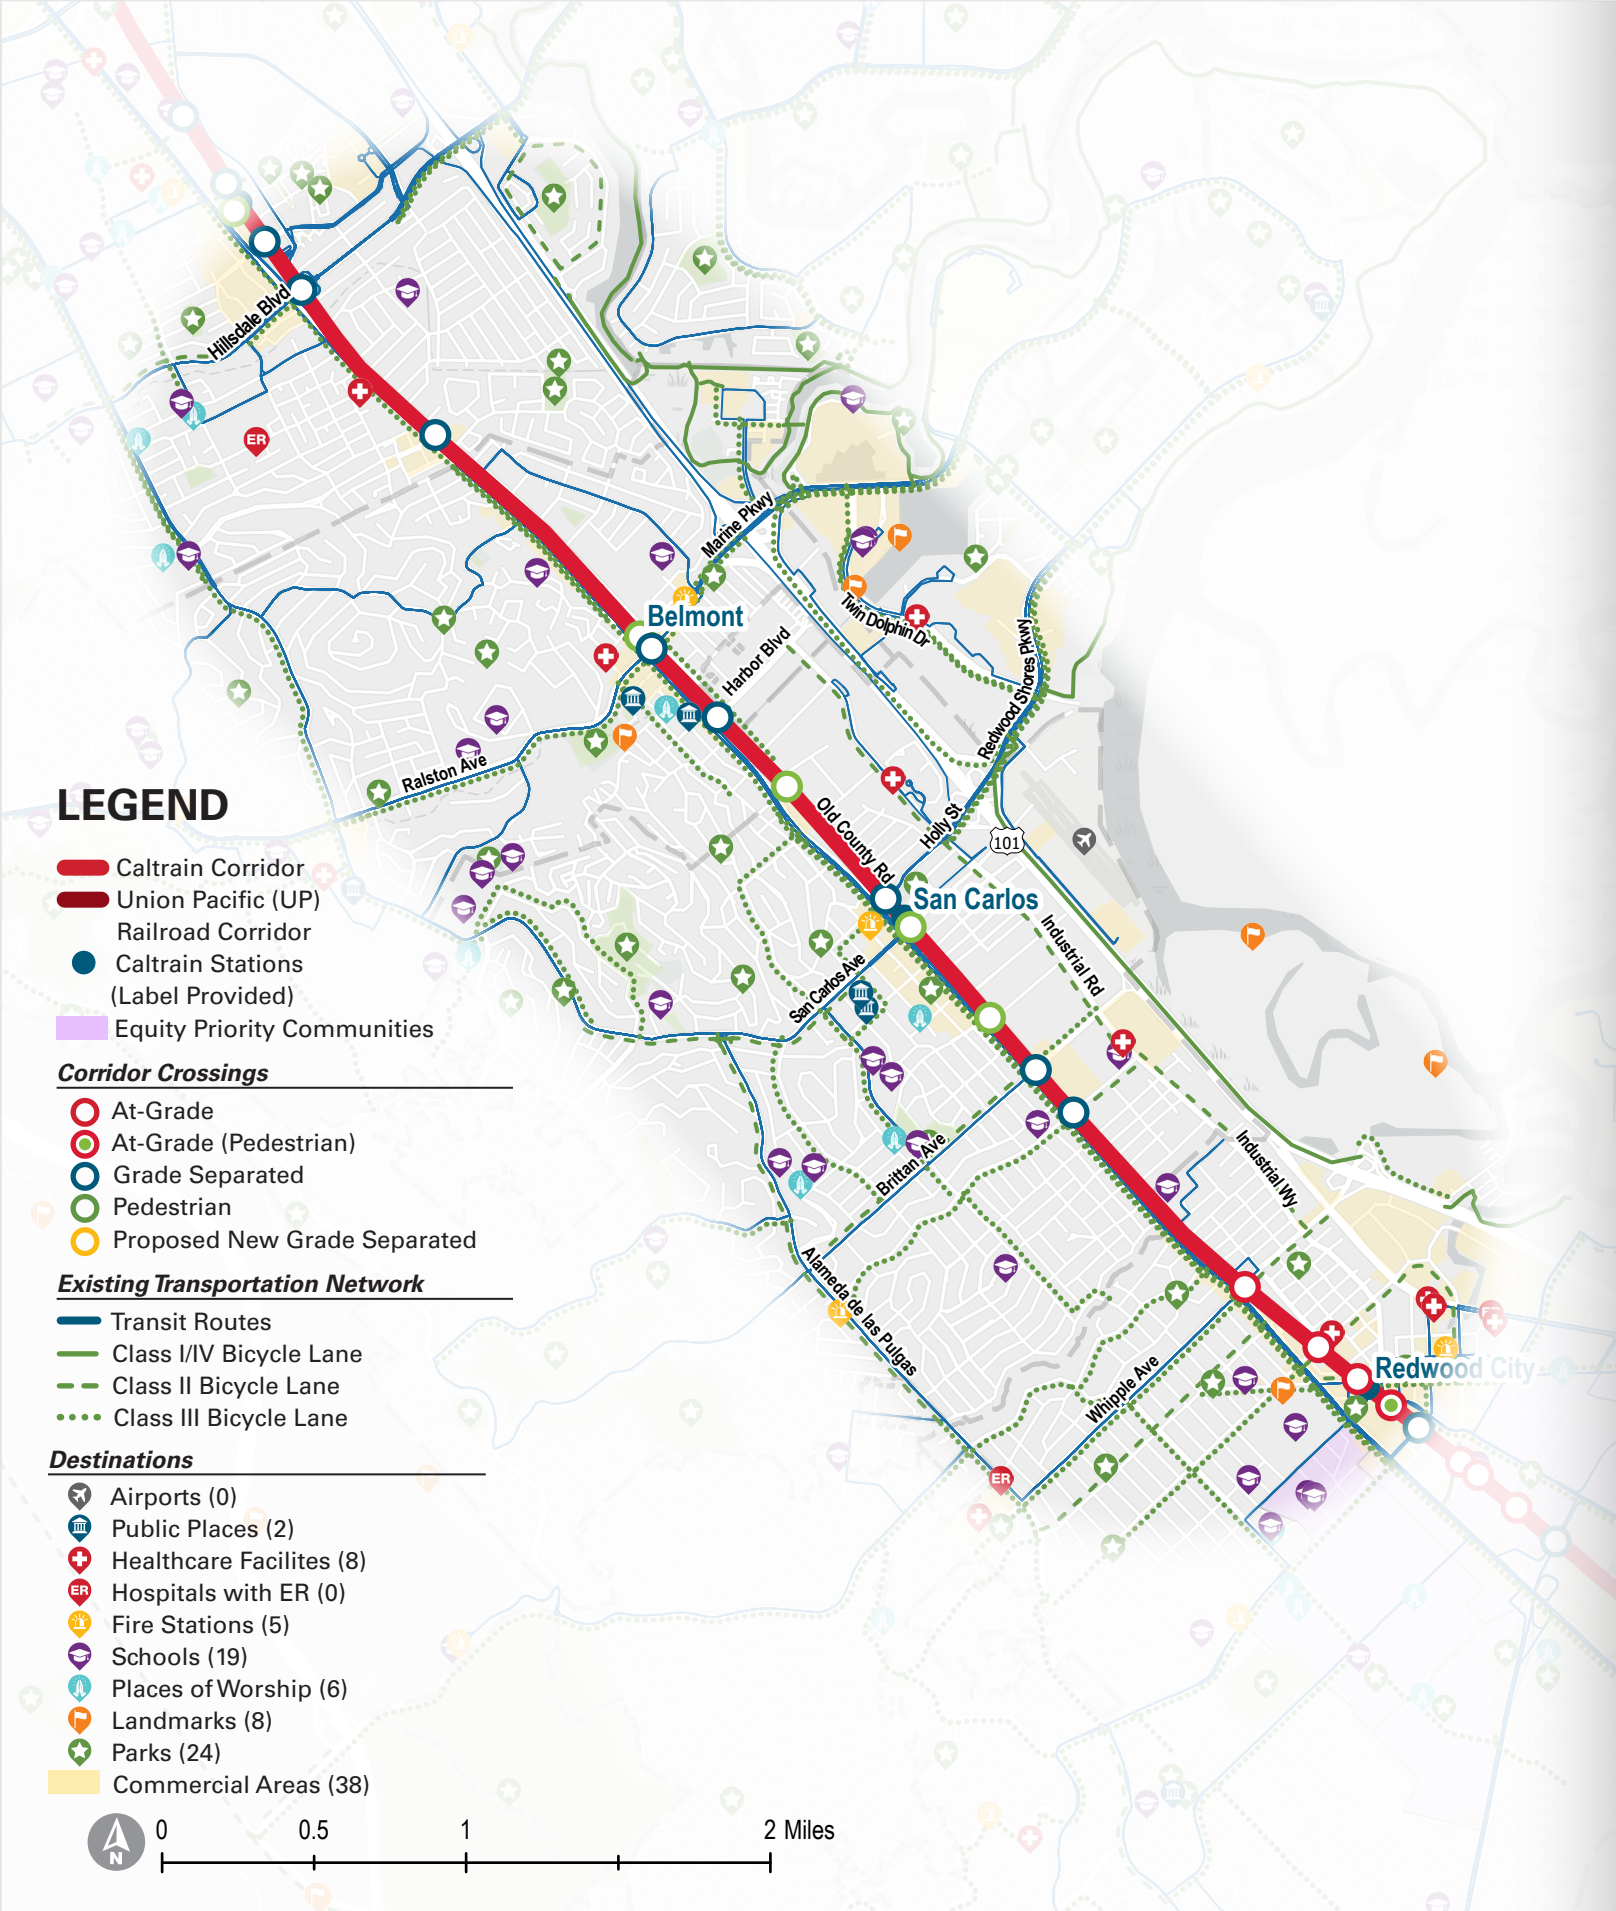 Hillsdale Blvd
Marine Pkwy
Belmont
Twin Dolphin Dr
Harbor Blvd
Redwood Shores Pkwy
Ralston Ave
Old County Rd
Holly St
101
San Carlos
Industrial Rd
San Carlos Ave
Brittan Ave
Industrial Wy
Alameda de las Pulgas
Whipple Ave
Redwood City
ER
ER
LEGEND
Caltrain Corridor
Union Pacific (UP)
Railroad Corridor
Caltrain Stations
(Label Provided)
Equity Priority Communities
Corridor Crossings
At-Grade
At-Grade (Pedestrian)
Grade Separated
Pedestrian
Proposed New Grade Separated
Existing Transportation Network
Transit Routes
Class I/IV Bicycle Lane
Class II Bicycle Lane
Class III Bicycle Lane
Destinations
Airports (0)
Public Places (2)
Healthcare Facilites (8)
ER Hospitals with ER (0)
Fire Stations (5)
Schools (19)
Places of Worship (6)
Landmarks (8)
Parks (24)
Commercial Areas (38)
N
0 0.5 1 2 Miles